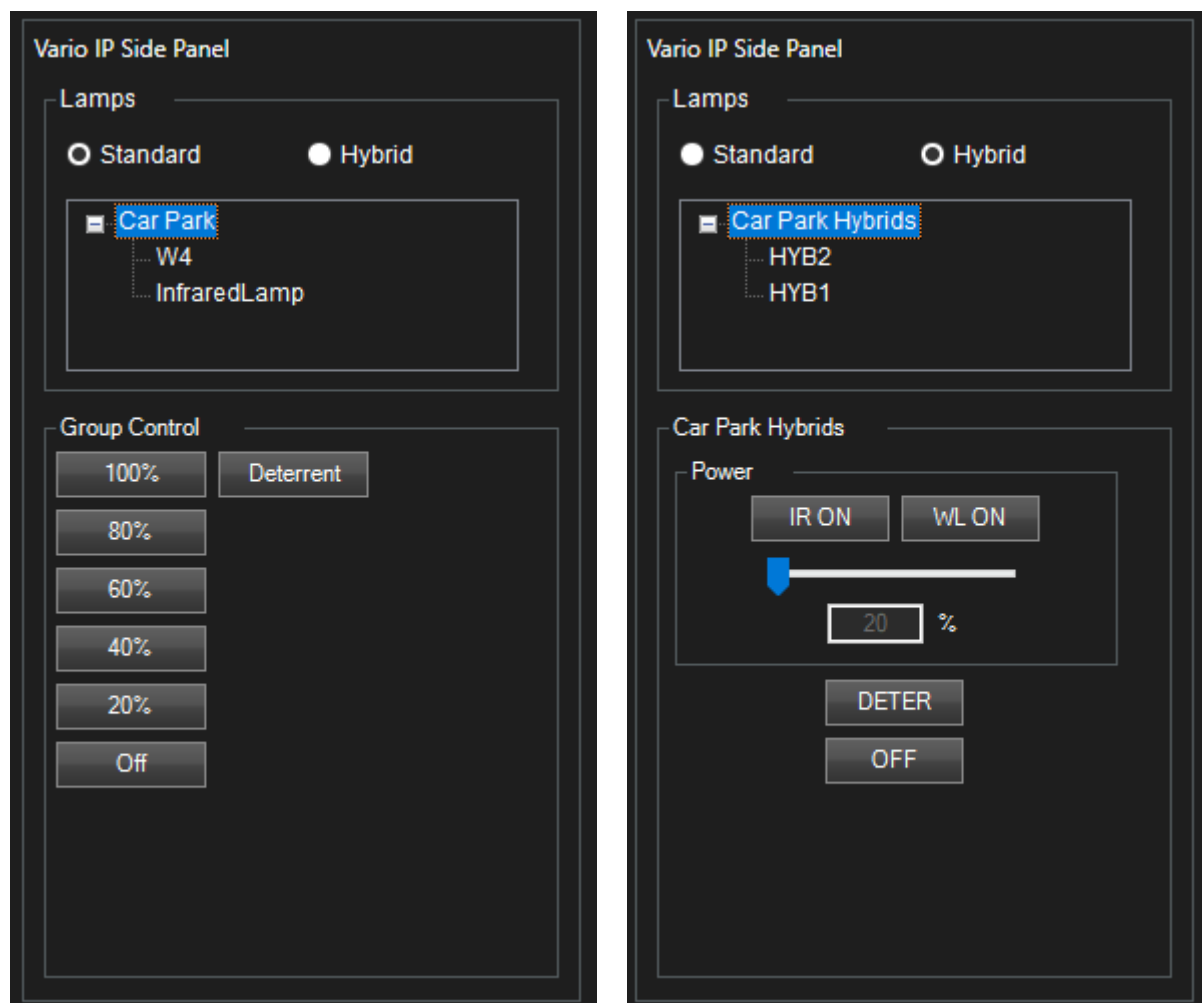 Vario IP Side Panel
Lamps
Standard Hybrid
Car Park
W4
InfraredLamp
Group Control
100% Deterrent
80%
60%
40%
20%
Off
Vario IP Side Panel
Lamps
Standard Hybrid
Car Park Hybrids
HYB2
HYB1
Car Park Hybrids
Power
IR ON WL ON
20 %
DETER
OFF